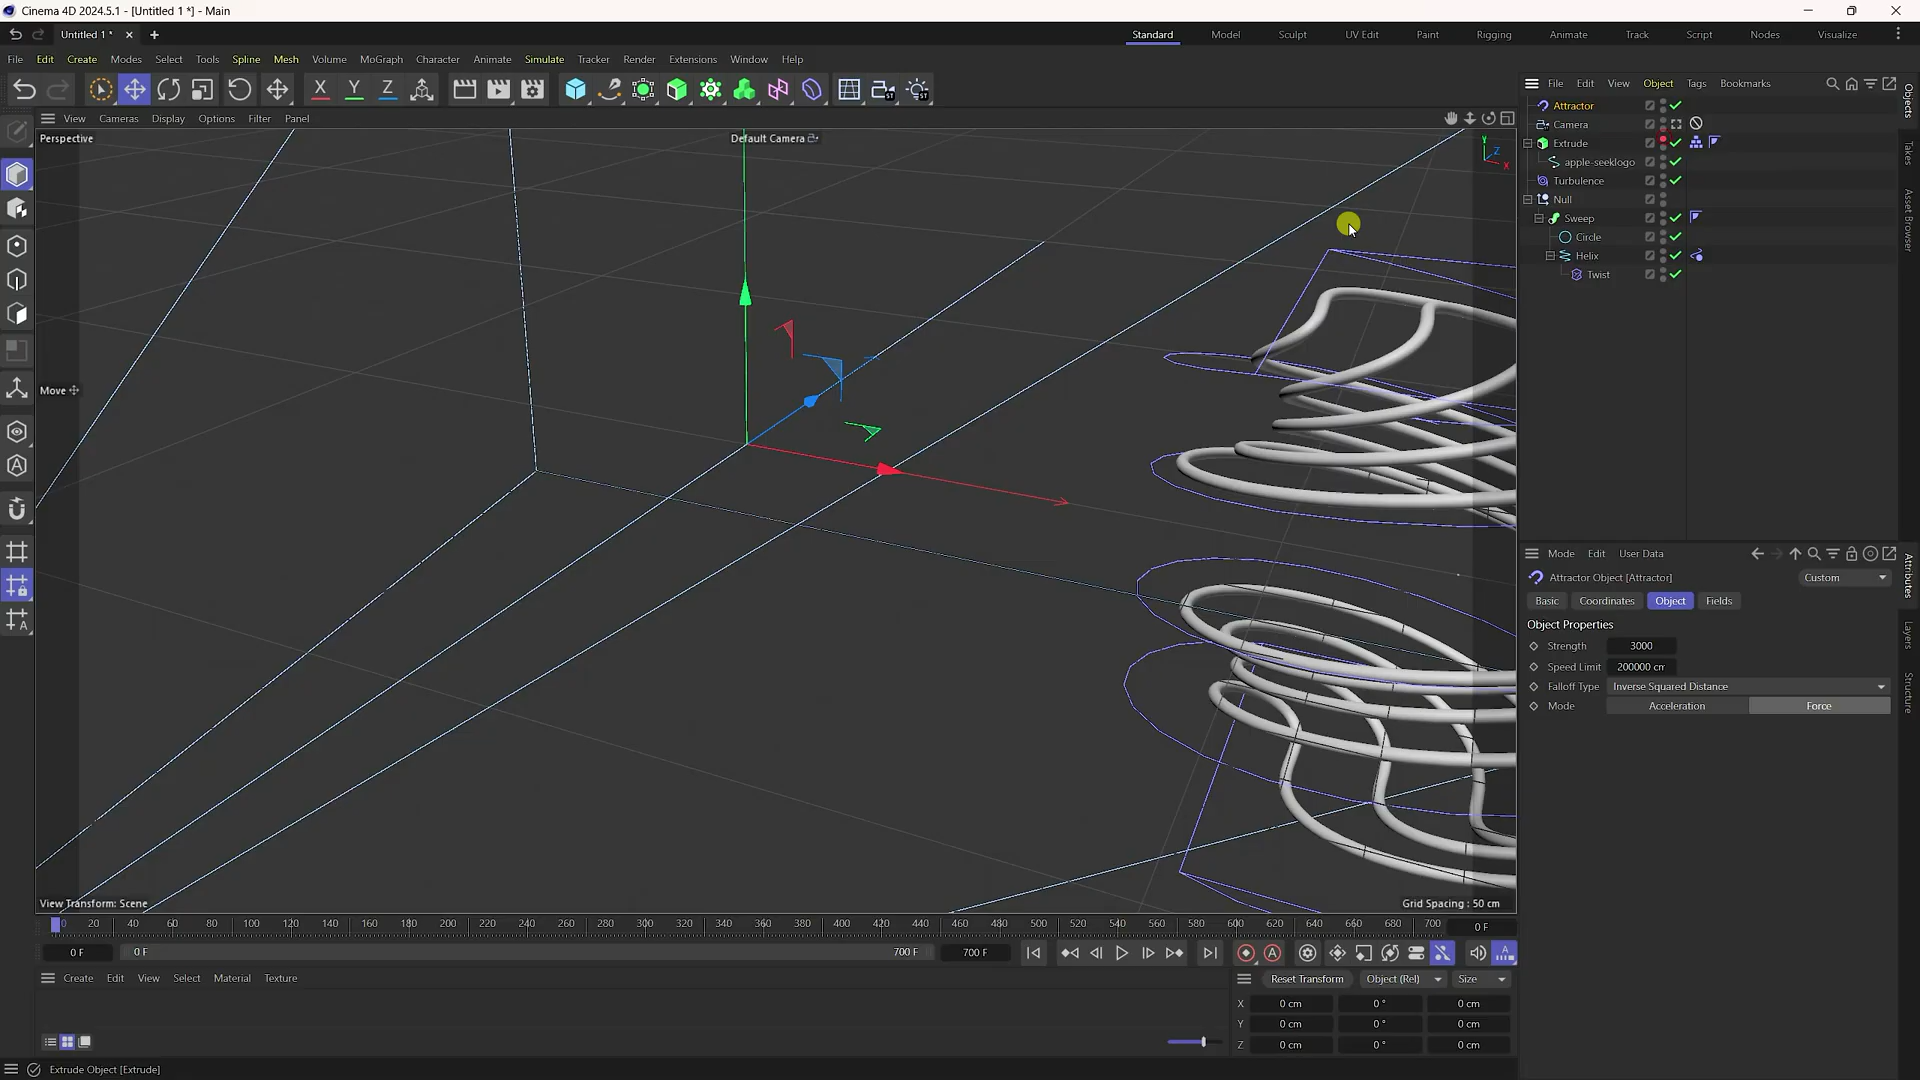 Cinema 4D 2024.5.1 - [Untitled 1 *] - Main
Untitled 1 *
Standard Model Sculpt UV Edit Paint Rigging Animate Track Script Nodes Visualize
File Edit Create Modes Select Tools Spline Mesh Volume MoGraph Character Animate Simulate Tracker Render Extensions Window Help
X Y Z
File Edit View Object Tags Bookmarks
View Cameras Display Options Filter Panel
Perspective
Default Camera
Y
Z
X
Move
View Transform: Scene
Grid Spacing : 50 cm
Attractor
Camera
Extrude
apple-seeklogo
Turbulence
Null
Sweep
Circle
Helix
Twist
Objects
Takes
Asset Browser
Mode Edit User Data
Attractor Object [Attractor]
Custom
Basic Coordinates Object Fields
Object Properties
Strength 3000
Speed Limit 200000 cm
Falloff Type Inverse Squared Distance
Mode Acceleration Force
Attributes
Layers
Structure
0 20 40 60 80 100 120 140 160 180 200 220 240 260 280 300 320 340 360 380 400 420 440 460 480 500 520 540 560 580 600 620 640 660 680 700
0 F
0 F 0 F 700 F 700 F
Create Edit View Select Material Texture
Reset Transform Object (Rel) Size
X 0 cm 0 ° 0 cm
Y 0 cm 0 ° 0 cm
Z 0 cm 0 ° 0 cm
Extrude Object [Extrude]